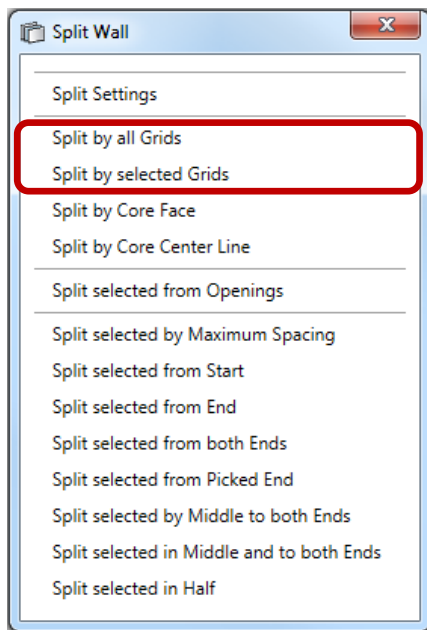 Split Wall
Split Settings
Split by all Grids
Split by selected Grids
Split by Core Face
Split by Core Center Line
Split selected from Openings
Split selected by Maximum Spacing
Split selected from Start
Split selected from End
Split selected from both Ends
Split selected from Picked End
Split selected by Middle to both Ends
Split selected in Middle and to both Ends
Split selected in Half